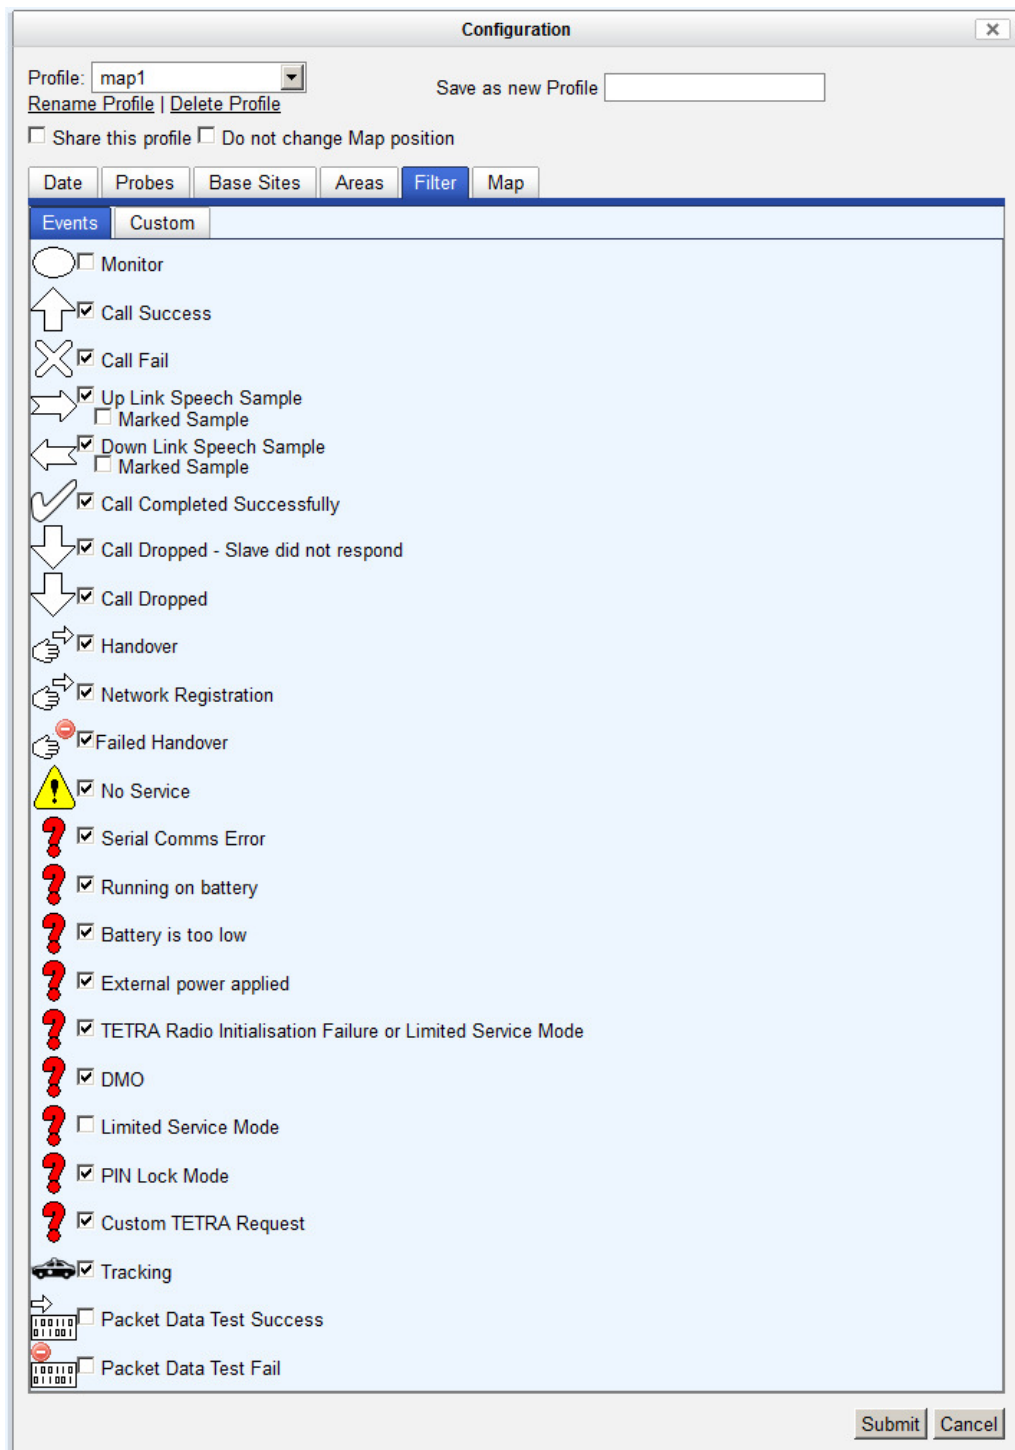 Configuration
Profile: map1
Save as new Profile
Rename Profile | Delete Profile
Share this profile Do not change Map position
Date Probes Base Sites Areas Filter Map
Events Custom
Monitor
Call Success
Call Fail
Up Link Speech Sample
Marked Sample
Down Link Speech Sample
Marked Sample
Call Completed Successfully
Call Dropped - Slave did not respond
Call Dropped
Handover
Network Registration
Failed Handover
No Service
Serial Comms Error
Running on battery
Battery is too low
External power applied
TETRA Radio Initialisation Failure or Limited Service Mode
DMO
Limited Service Mode
PIN Lock Mode
Custom TETRA Request
Tracking
100110
011001
Packet Data Test Success
100110
011001
Packet Data Test Fail
Submit Cancel